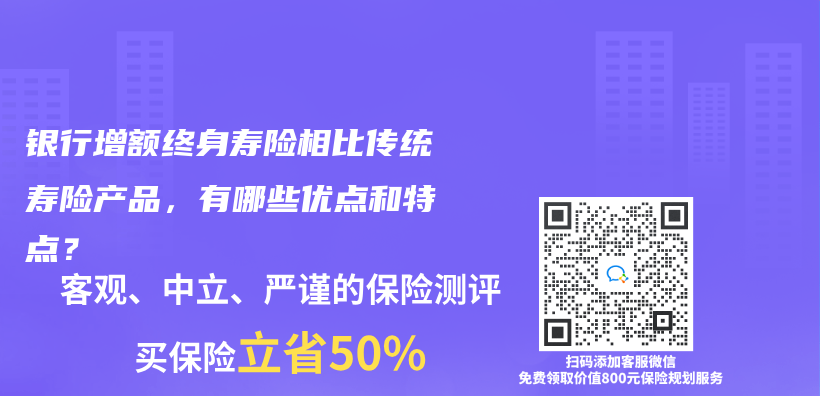 银行增额终身寿险相比传统
寿险产品，有哪些优点和特
点？
客观、中立、严谨的保险测评
买保险立省50%
扫码添加客服微信
免费领取价值800元保险规划服务